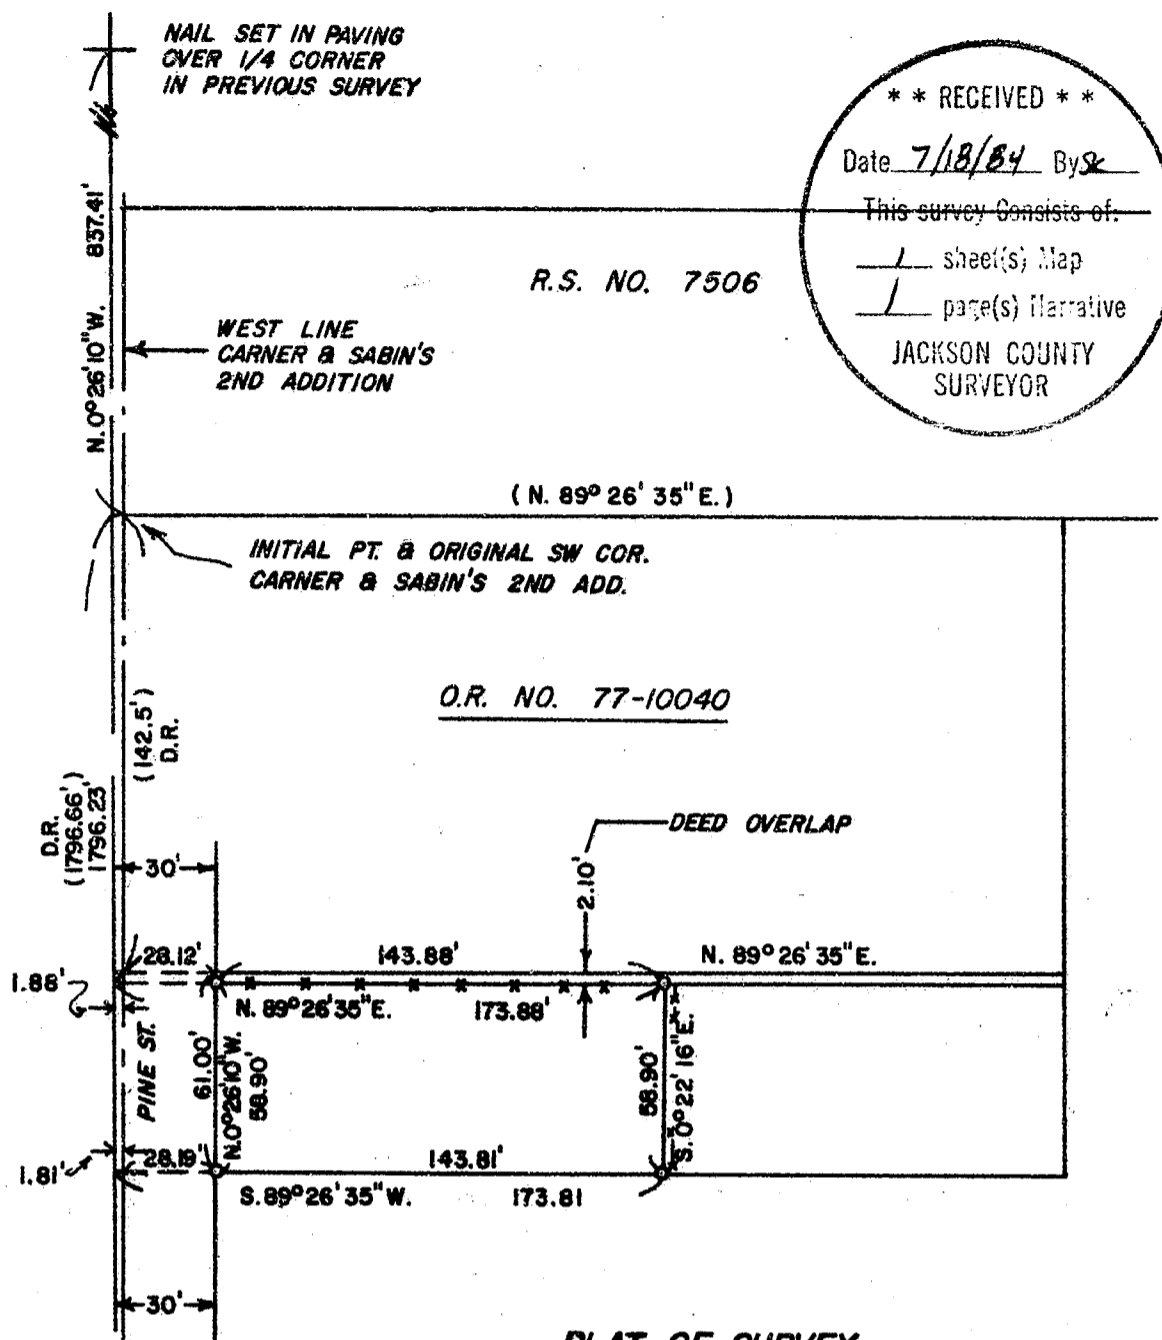 NAIL SET IN PAVING
OVER 1/4 CORNER
IN PREVIOUS SURVEY
* * RECEIVED * *
Date 7/18/84 By SK
This survey Consists of:
1 sheet(s) Map
1 page(s) Narrative
JACKSON COUNTY
SURVEYOR
N. 0° 26' 10" W. 837.41'
R.S. NO. 7506
WEST LINE
CARNER & SABIN'S
2ND ADDITION
( N. 89° 26' 35" E. )
INITIAL PT. & ORIGINAL SW COR.
CARNER & SABIN'S 2ND ADD.
O.R. NO. 77-10040
(142.5')
D.R.
D.R.
(1796.66')
1796.23'
30'
DEED OVERLAP
2.10'
28.12'
143.88'
N. 89° 26' 35" E.
1.88'
N. 89° 26' 35" E.
173.88'
PINE ST.
61.00'
N. 0° 26' 10" W.
58.90'
58.90'
S. 0° 22' 16" E.
1.81'
28.19'
143.81'
S. 89° 26' 35" W.
173.81
30'
PLAT OF SURVEY